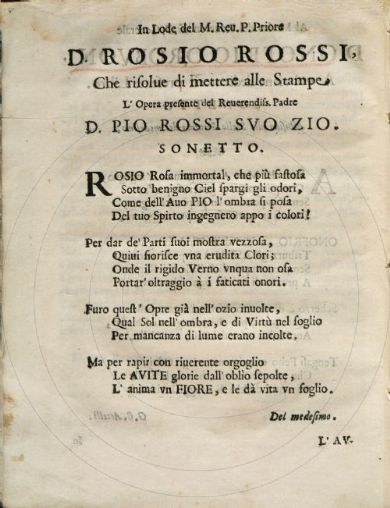 In Lode del M. Reu. P. Priore
D. ROSIO ROSSI,
Che risolue di mettere alle Stampe
L'Opera presente del Reuerendiss. Padre
D. PIO ROSSI SVO ZIO.
SONETTO.
ROSIO Rosa immortal, che più fastosa
Sotto benigno Ciel spargi gli odori,
Come dell'Auo PIO l'ombra si posa
Del tuo Spirto ingegnero appo i colori!
Per dar de' Parti suoi mostra vezzosa,
Quiui fiorisce vna erudita Clori;
Onde il rigido Verno vnqua non osa
Portar'oltraggio à i faticati onori.
Furo quest'Opre già nell'ozio inuolte,
Qual Sol nell'ombra, e di Virtù nel soglio
Per mancanza di lume erano incolte.
Ma per rapir con riuerente orgoglio
Le AVITE glorie dall'oblio sepolte,
L'anima vn FIORE, e le dà vita vn foglio.
Del medesimo.
L'AV-